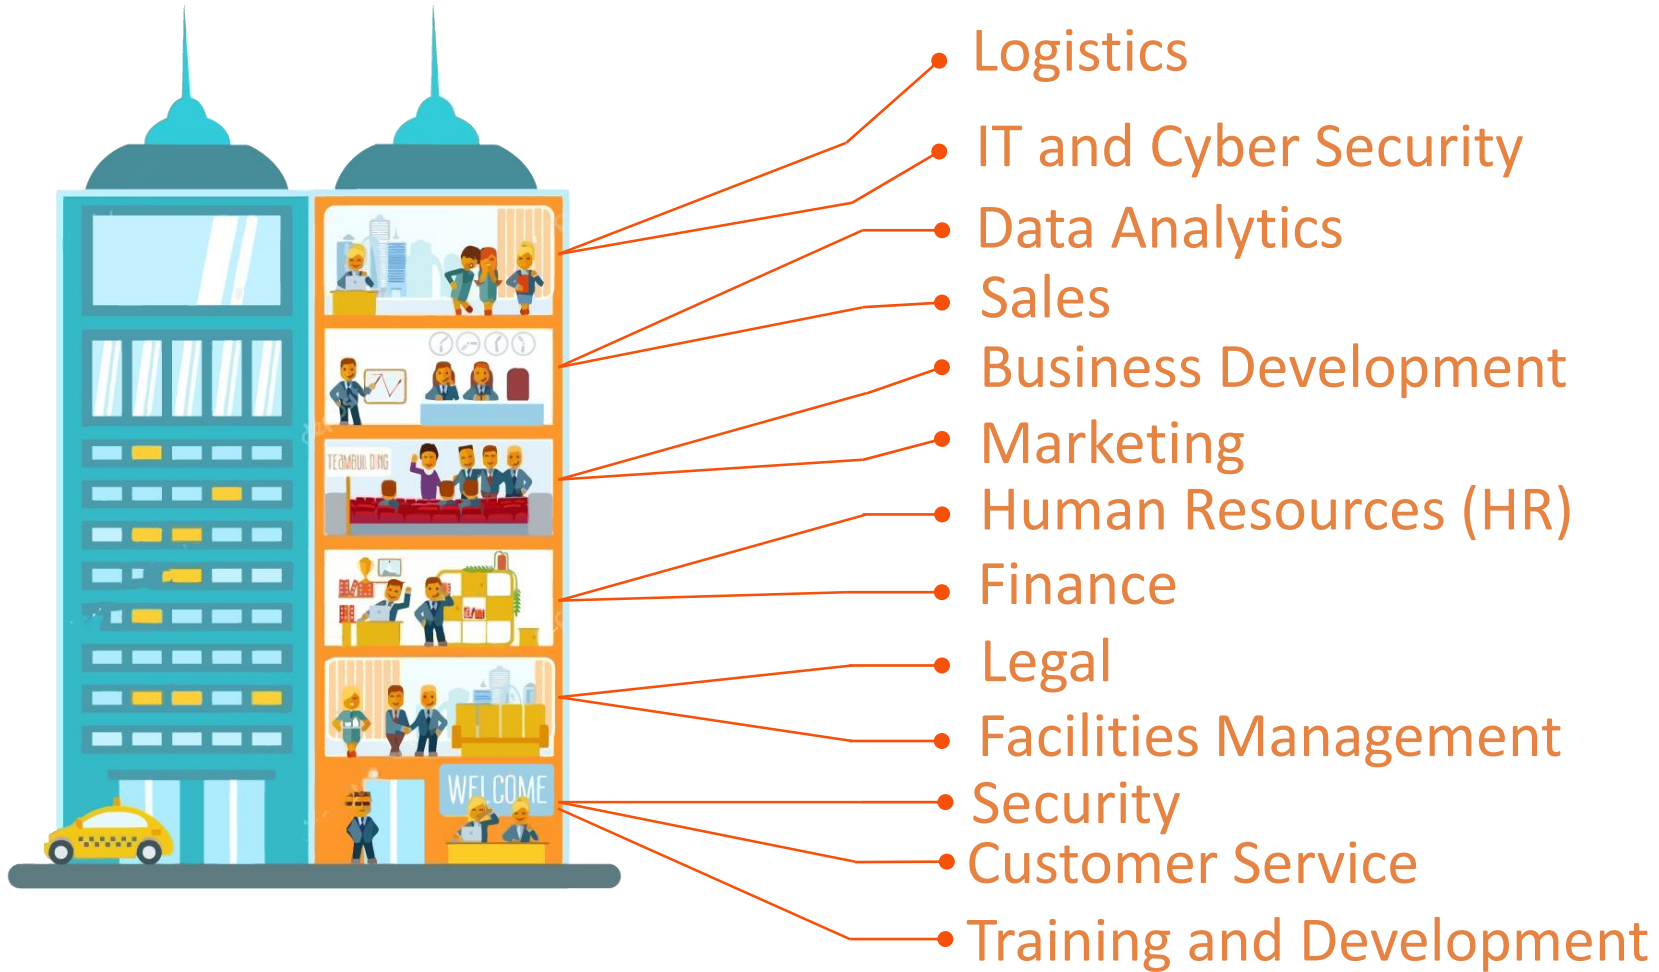 Logistics
IT and Cyber Security
Data Analytics
Sales
Business Development
Marketing
TEAMBUILDING
Human Resources (HR)
Finance
Legal
Facilities Management
WELCOME
Security
Customer Service
Training and Development